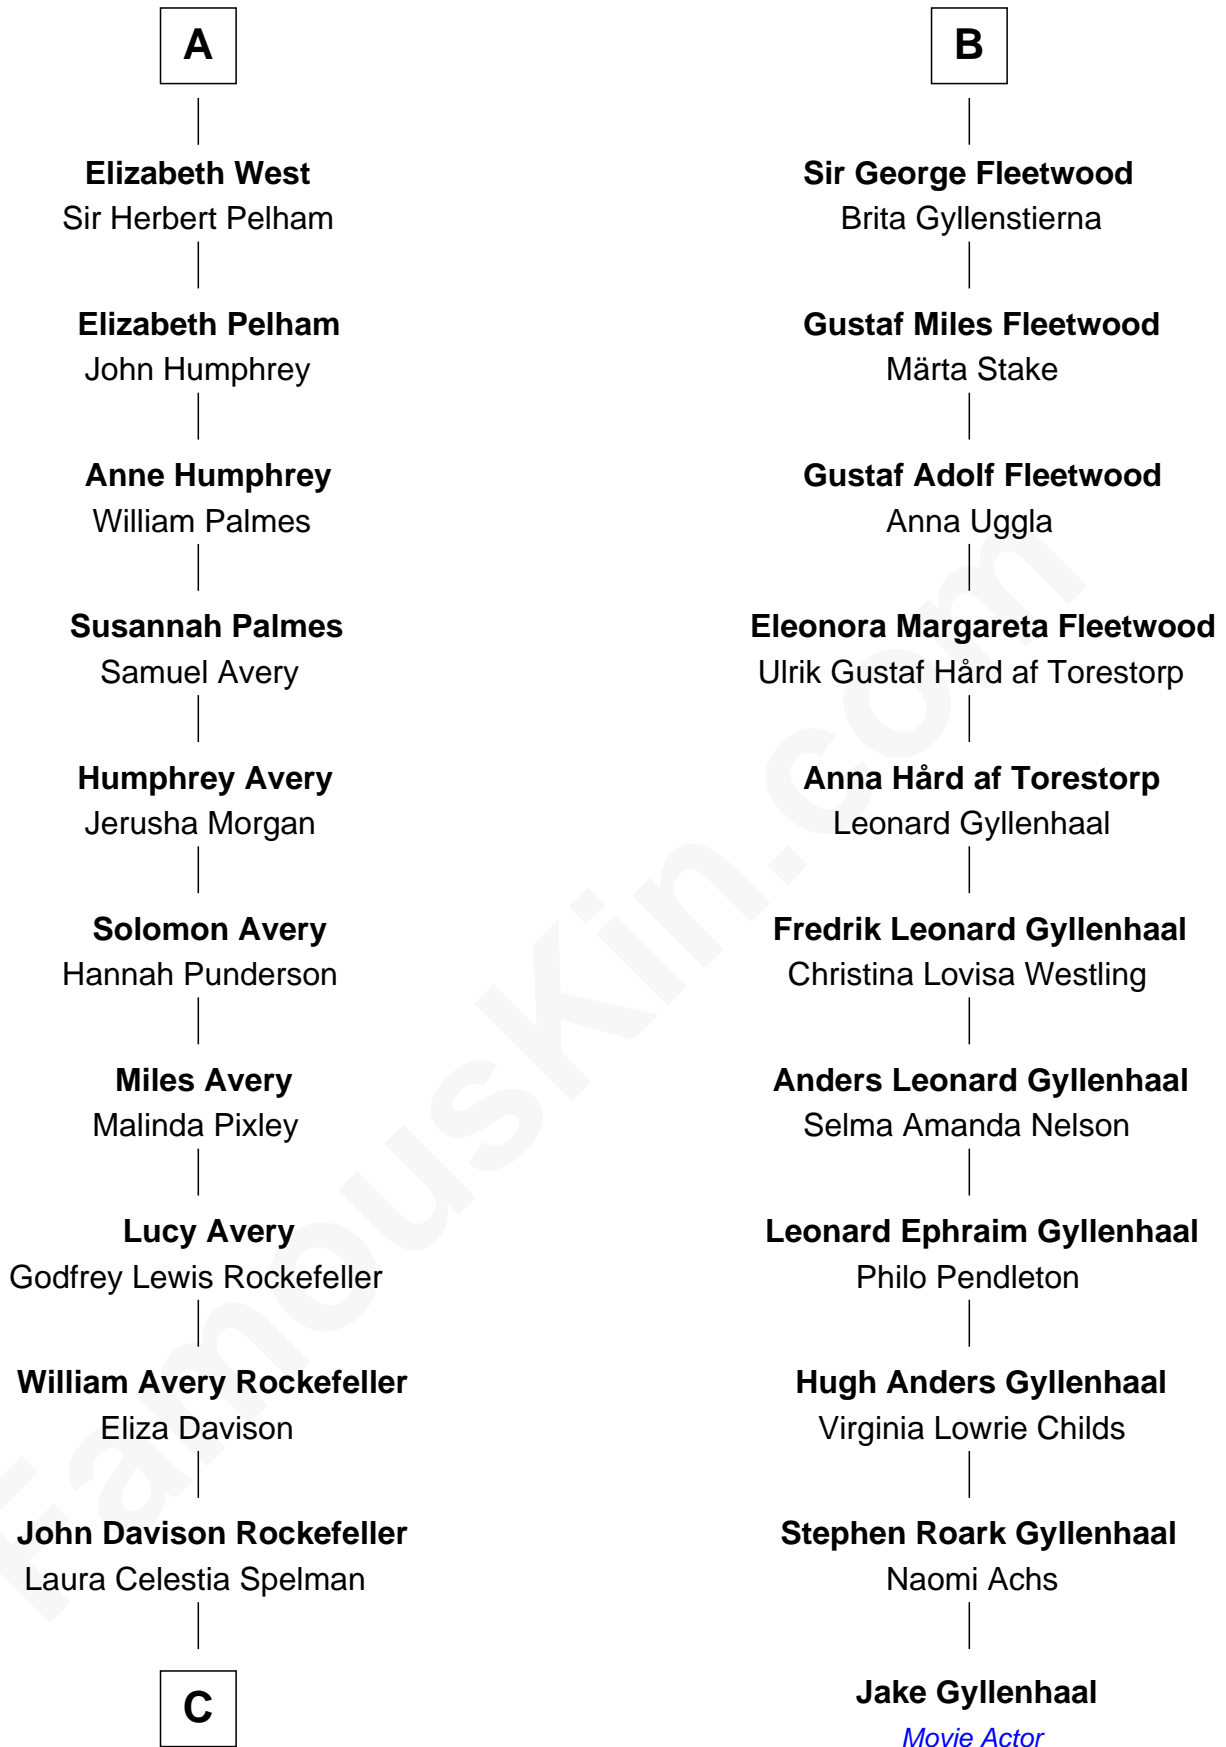 A
Elizabeth West
Sir Herbert Pelham
Elizabeth Pelham
John Humphrey
Anne Humphrey
William Palmes
Susannah Palmes
Samuel Avery
Humphrey Avery
Jerusha Morgan
Solomon Avery
Hannah Punderson
Miles Avery
Malinda Pixley
Lucy Avery
Godfrey Lewis Rockefeller
William Avery Rockefeller
Eliza Davison
John Davison Rockefeller
Laura Celestia Spelman
C
B
Sir George Fleetwood
Brita Gyllenstierna
Gustaf Miles Fleetwood
Märta Stake
Gustaf Adolf Fleetwood
Anna Uggla
Eleonora Margareta Fleetwood
Ulrik Gustaf Hård af Torestorp
Anna Hård af Torestorp
Leonard Gyllenhaal
Fredrik Leonard Gyllenhaal
Christina Lovisa Westling
Anders Leonard Gyllenhaal
Selma Amanda Nelson
Leonard Ephraim Gyllenhaal
Philo Pendleton
Hugh Anders Gyllenhaal
Virginia Lowrie Childs
Stephen Roark Gyllenhaal
Naomi Achs
Jake Gyllenhaal
Movie Actor
FamousKin.com